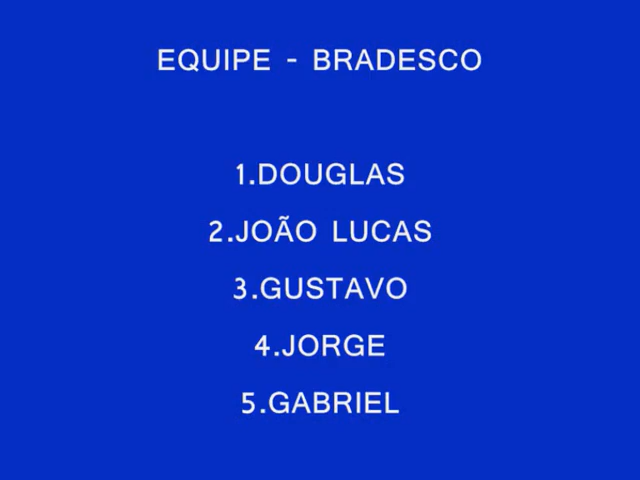 EQUIPE - BRADESCO
1.DOUGLAS
2.JOÃO LUCAS
3.GUSTAVO
4.JORGE
5.GABRIEL